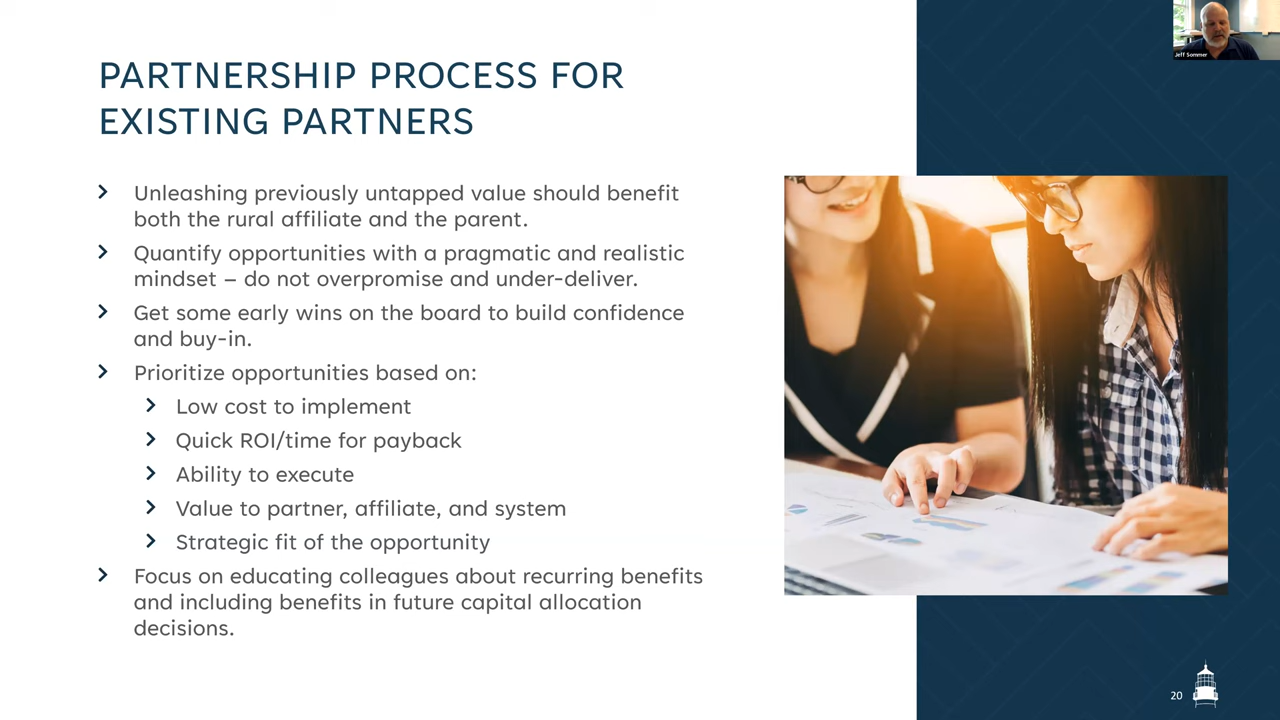 PARTNERSHIP PROCESS FOR
EXISTING PARTNERS
Unleashing previously untapped value should benefit
both the rural affiliate and the parent.
Quantify opportunities with a pragmatic and realistic
mindset – do not overpromise and under-deliver.
Get some early wins on the board to build confidence
and buy-in.
Prioritize opportunities based on:
Low cost to implement
Quick ROI/time for payback
Ability to execute
Value to partner, affiliate, and system
Strategic fit of the opportunity
Focus on educating colleagues about recurring benefits
and including benefits in future capital allocation
decisions.
Jeff Sommer
20